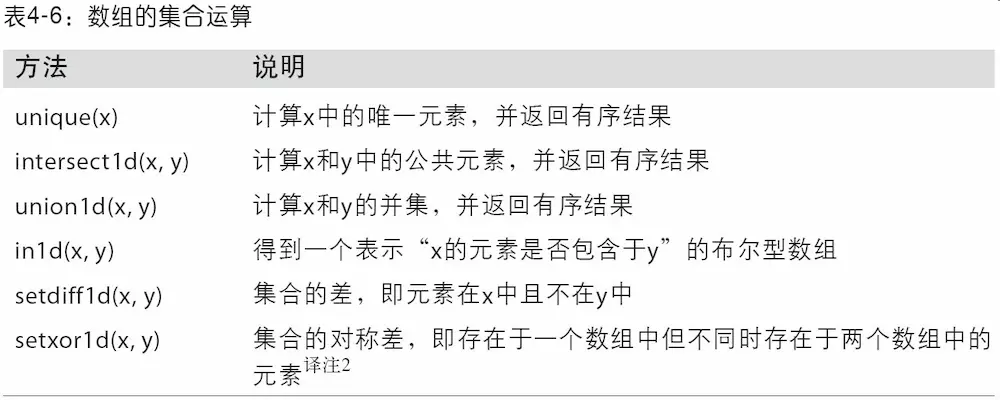 表4-6：数组的集合运算
方法 说明
unique(x) 计算x中的唯一元素，并返回有序结果
intersect1d(x, y) 计算x和y中的公共元素，并返回有序结果
union1d(x, y) 计算x和y的并集，并返回有序结果
in1d(x, y) 得到一个表示“x的元素是否包含于y”的布尔型数组
setdiff1d(x, y) 集合的差，即元素在x中且不在y中
setxor1d(x, y) 集合的对称差，即存在于一个数组中但不同时存在于两个数组中的
元素译注2